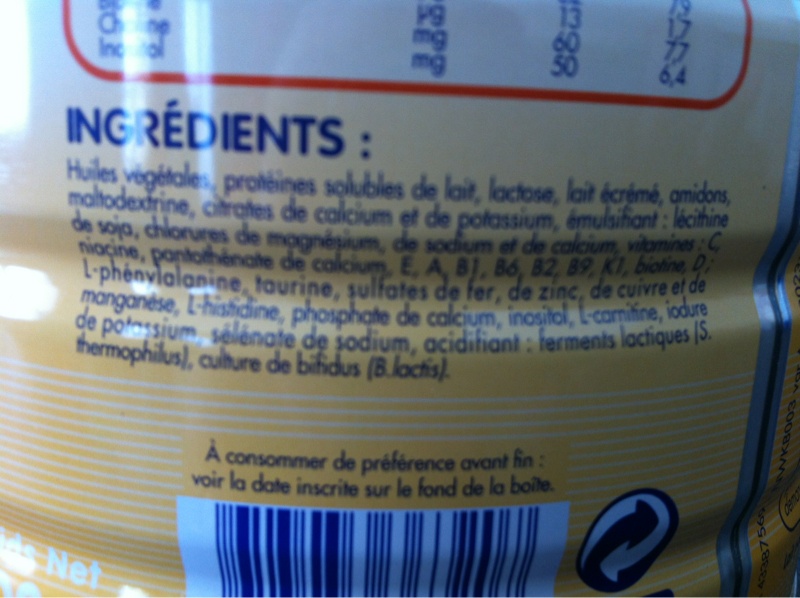 µg 13 17
mg 60 77
Inositol mg 50 6,4
INGRÉDIENTS :
Huiles végétales, protéines solubles de lait, lactose, lait écrémé, amidons,
maltodextrine, citrates de calcium et de potassium, émulsifiant : lécithine
de soja, chlorures de magnésium, de sodium et de calcium, vitamines : C,
niacine, pantothénate de calcium, E, A, B1, B6, B2, B9, K1, biotine, D ;
L-phénylalanine, taurine, sulfates de fer, de zinc, de cuivre et de
manganèse, L-histidine, phosphate de calcium, inositol, L-carnitine, iodure
de potassium, sélénate de sodium, acidifiant : ferments lactiques (S.
thermophilus), culture de bifidus (B.lactis).
À consommer de préférence avant fin :
voir la date inscrite sur le fond de la boîte.
Net